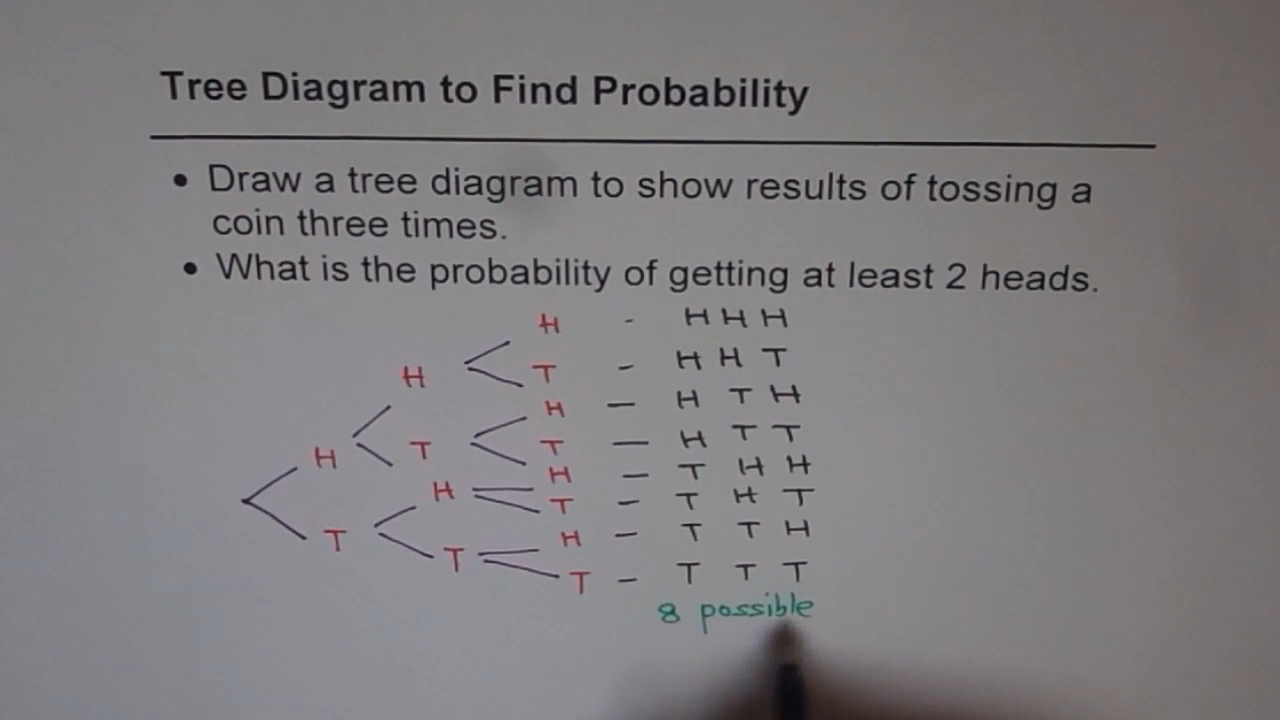 Tree Diagram to Find Probability
• Draw a tree diagram to show results of tossing a
coin three times.
• What is the probability of getting at least 2 heads.
H - H H H
H T - H H T
H — H T H
H T T — H T T
H H — T H H
T - T H T
T H — T T H
T T - T T T
8 possible